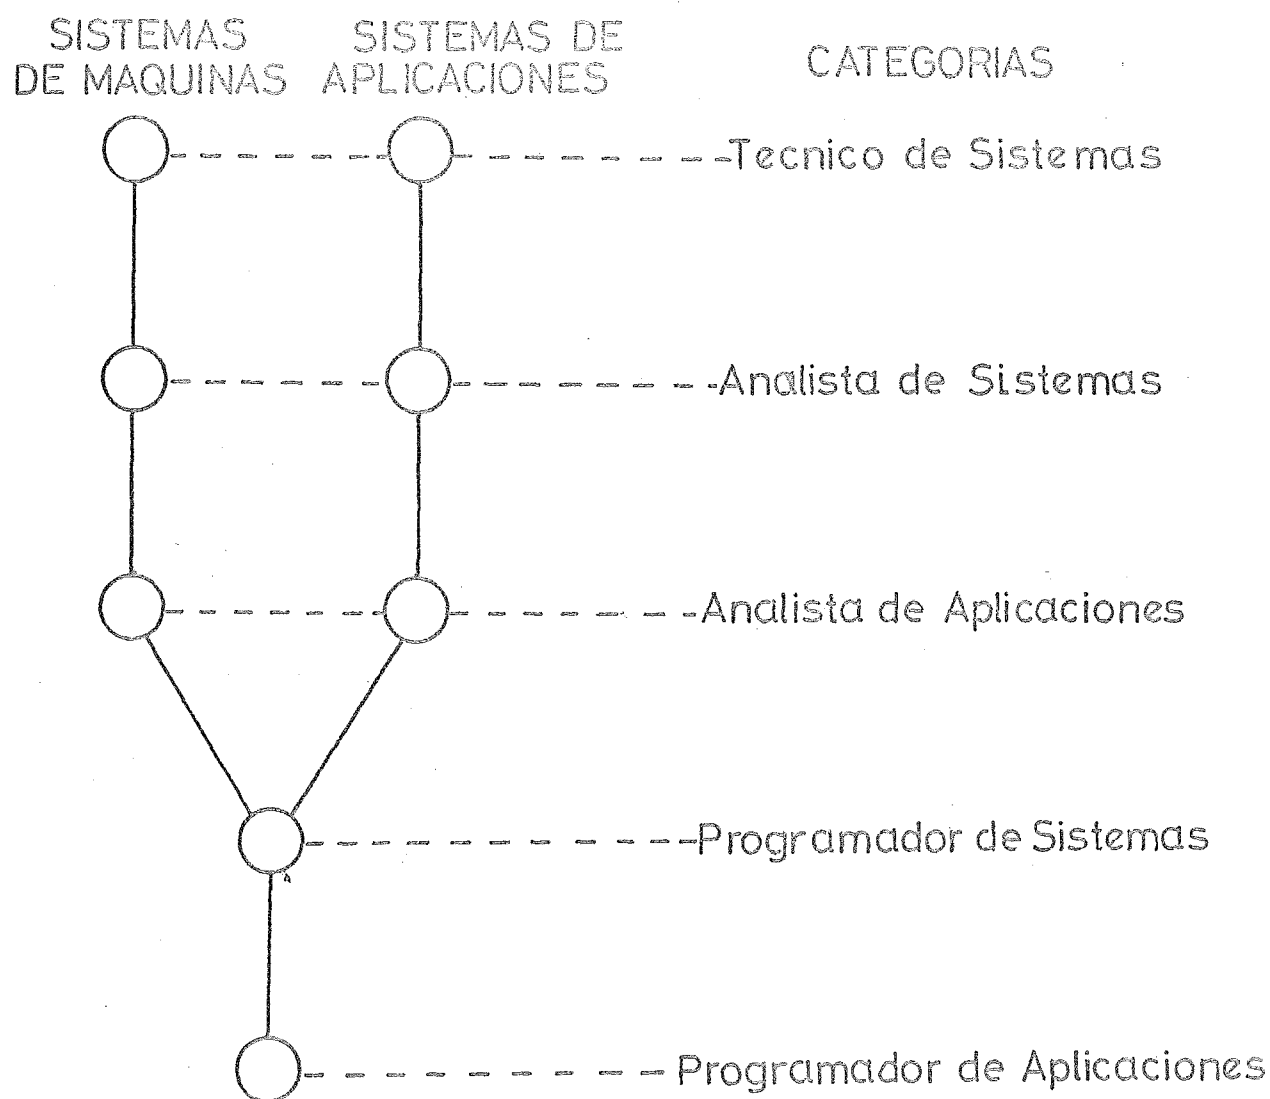 SISTEMAS
DE MAQUINAS
SISTEMAS DE
APLICACIONES
CATEGORIAS
Tecnico de Sistemas
Analista de Sistemas
Analista de Aplicaciones
Programador de Sistemas
Programador de Aplicaciones